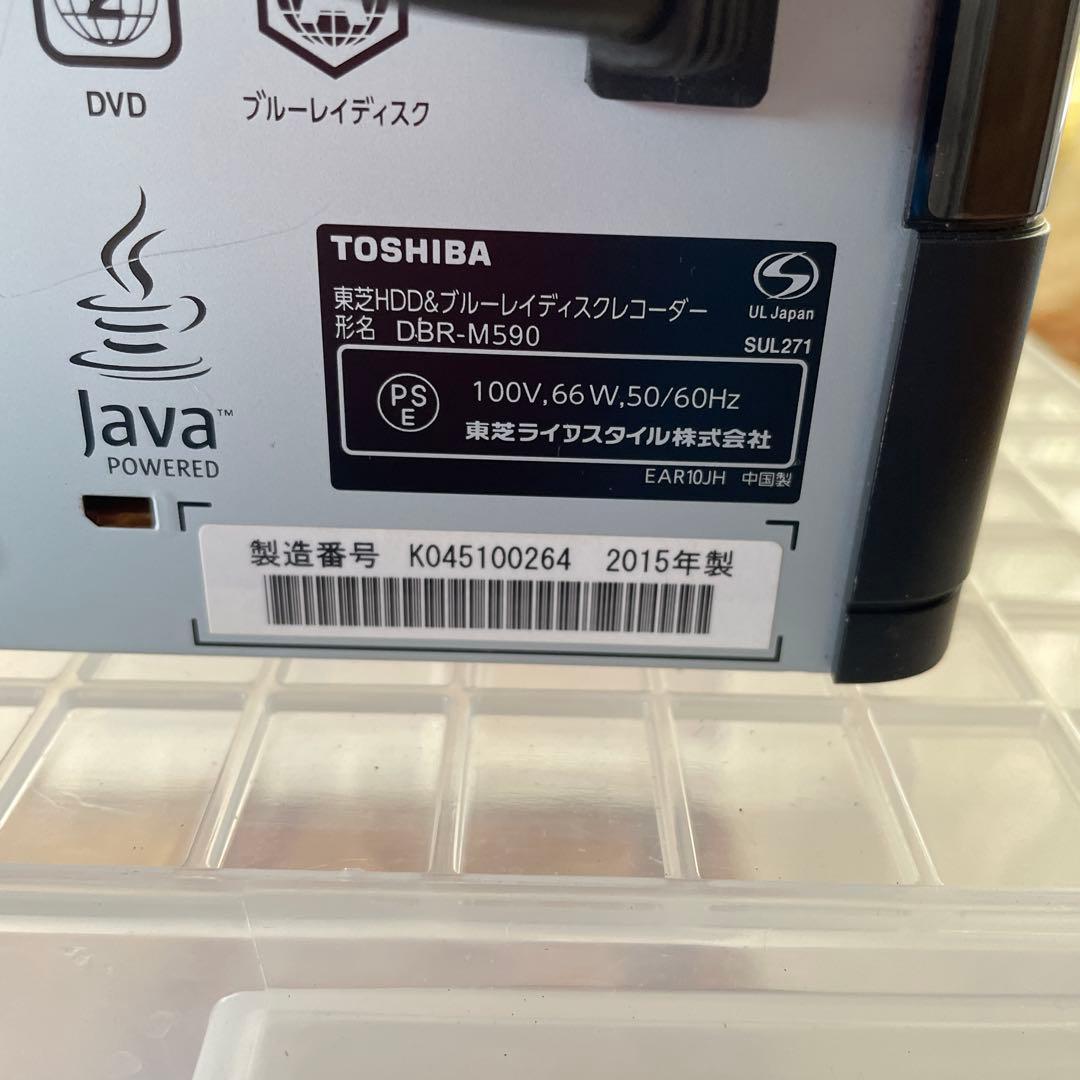 2
DVD
ブルーレイディスク
Java™
POWERED
TOSHIBA
東芝HDD&ブルーレイディスクレコーダー
形名 DBR-M590
UL Japan
SUL271
PS
E
100V,66W,50/60Hz
東芝ライフスタイル株式会社
EAR10JH 中国製
製造番号 K045100264 2015年製